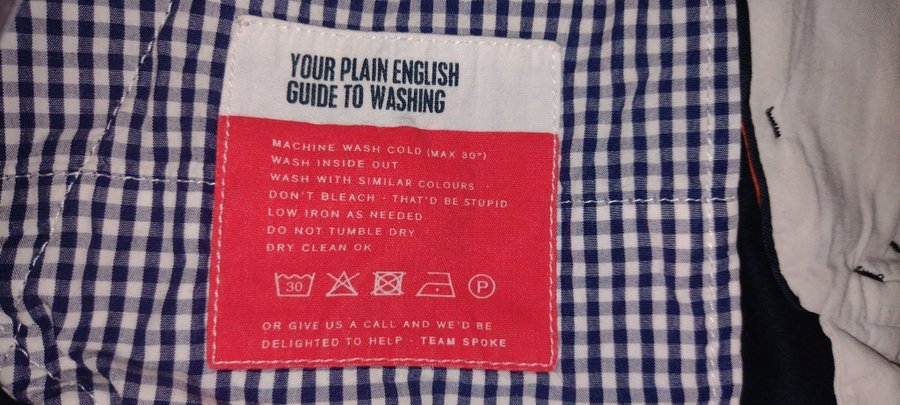 YOUR PLAIN ENGLISH
GUIDE TO WASHING
MACHINE WASH COLD (MAX 30°)
WASH INSIDE OUT
WASH WITH SIMILAR COLOURS
DON'T BLEACH - THAT'D BE STUPID
LOW IRON AS NEEDED
DO NOT TUMBLE DRY
DRY CLEAN OK
30 P
OR GIVE US A CALL AND WE'D BE
DELIGHTED TO HELP - TEAM SPOKE